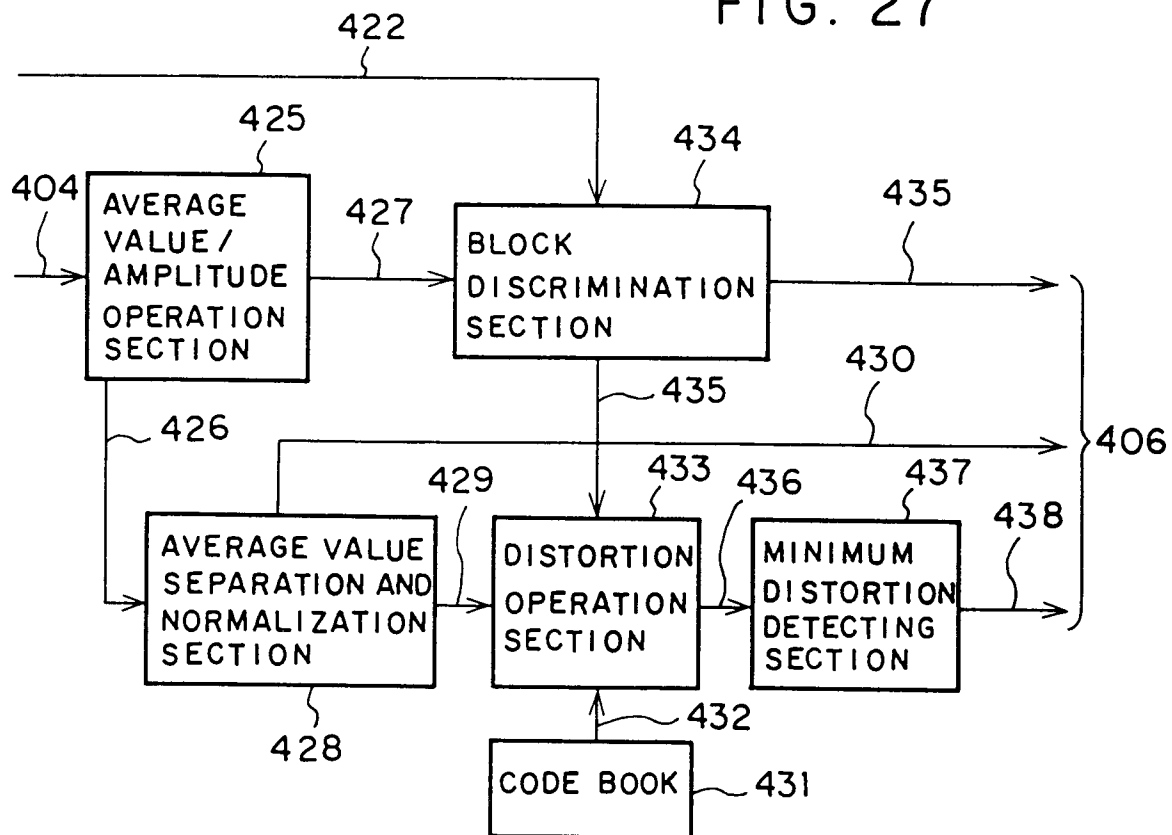 FIG. 27
422
425
434
404
AVERAGE
VALUE/
AMPLITUDE
OPERATION
SECTION
427
BLOCK
DISCRIMINATION
SECTION
435
435
430
426
406
429
433
436
437
438
AVERAGE VALUE
SEPARATION AND
NORMALIZATION
SECTION
DISTORTION
OPERATION
SECTION
MINIMUM
DISTORTION
DETECTING
SECTION
428
432
CODE BOOK
431